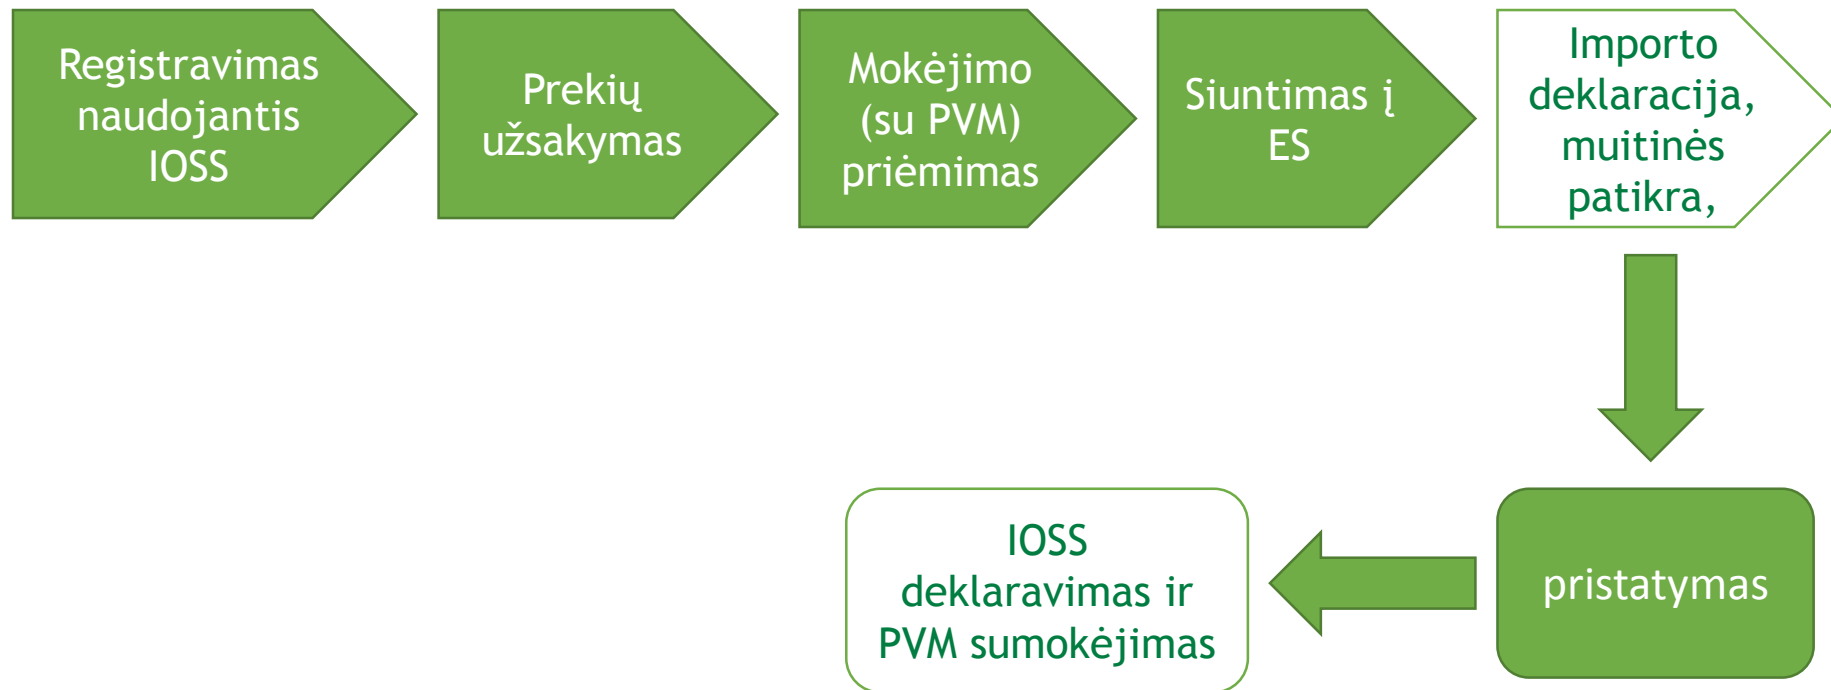 Registravimas
naudojantis
IOSS
Prekių
užsakymas
Mokėjimo
(su PVM)
priėmimas
Siuntimas į
ES
Importo
deklaracija,
muitinės
patikra,
pristatymas
IOSS
deklaravimas ir
PVM sumokėjimas